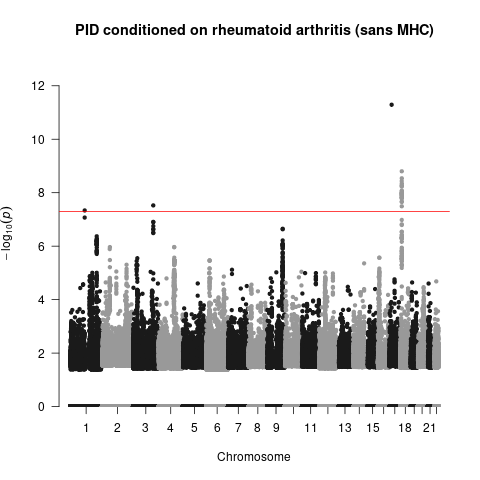 PID conditioned on rheumatoid arthritis (sans MHC)
12
10
8
6
4
2
0
−log10(p)
1 2 3 4 5 6 7 8 9 11 13 15 18 21
Chromosome